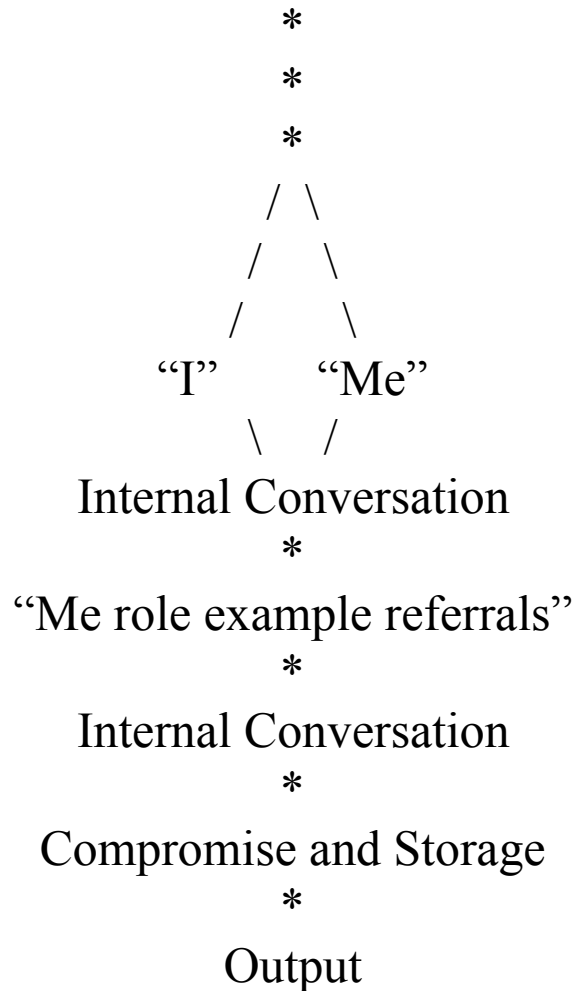 *
*
*
/ \
/ \
/ \
“I” “Me”
\ /
Internal Conversation
*
“Me role example referrals”
*
Internal Conversation
*
Compromise and Storage
*
Output